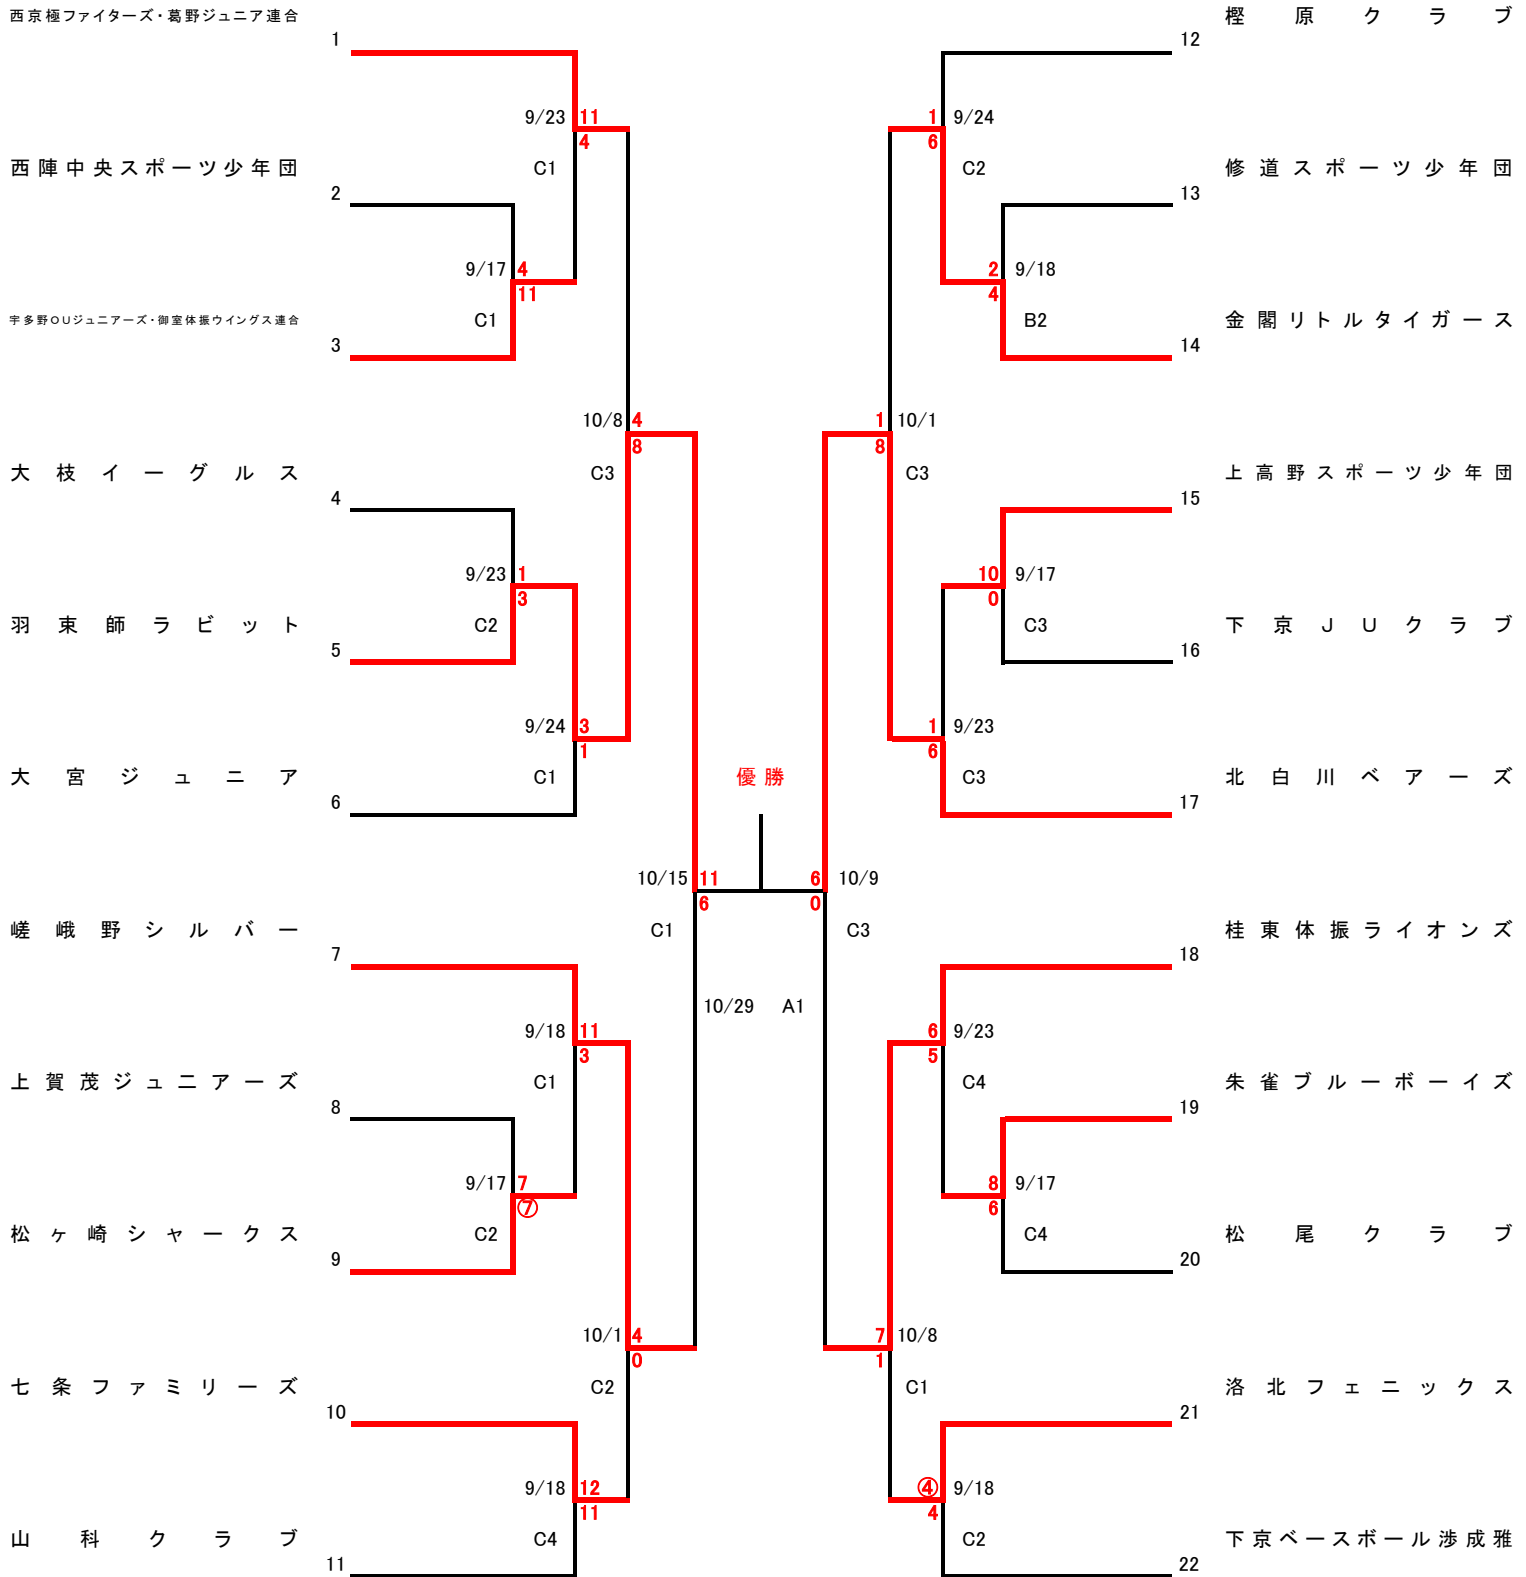 西京極ファイターズ・葛野ジュニア連合
1
9/23 11
4
C1
西陣中央スポーツ少年団
2
9/17 4
11
C1
宇多野OUジュニアーズ・御室体振ウイングス連合
3
10/8 4
8
C3
大枝イーグルス
4
9/23 1
3
C2
羽束師ラビット
5
9/24 3
1
C1
大宮ジュニア
6
10/15 11
6
C1
嵯峨野シルバー
7
9/18 11
3
C1
上賀茂ジュニアーズ
8
9/17 7
⑦
C2
松ヶ崎シャークス
9
10/1 4
0
C2
七条ファミリーズ
10
9/18 12
11
C4
山科クラブ
11
優勝
10/29 A1
樫原クラブ
12
1 9/24
6
C2
修道スポーツ少年団
13
2 9/18
4
B2
金閣リトルタイガース
14
1 10/1
8
C3
上高野スポーツ少年団
15
10 9/17
0
C3
下京JUクラブ
16
1 9/23
6
C3
北白川ベアーズ
17
6 10/9
0
C3
桂東体振ライオンズ
18
6 9/23
5
C4
朱雀ブルーボーイズ
19
8 9/17
6
C4
松尾クラブ
20
7 10/8
1
C1
洛北フェニックス
21
④ 9/18
4
C2
下京ベースボール渉成雅
22